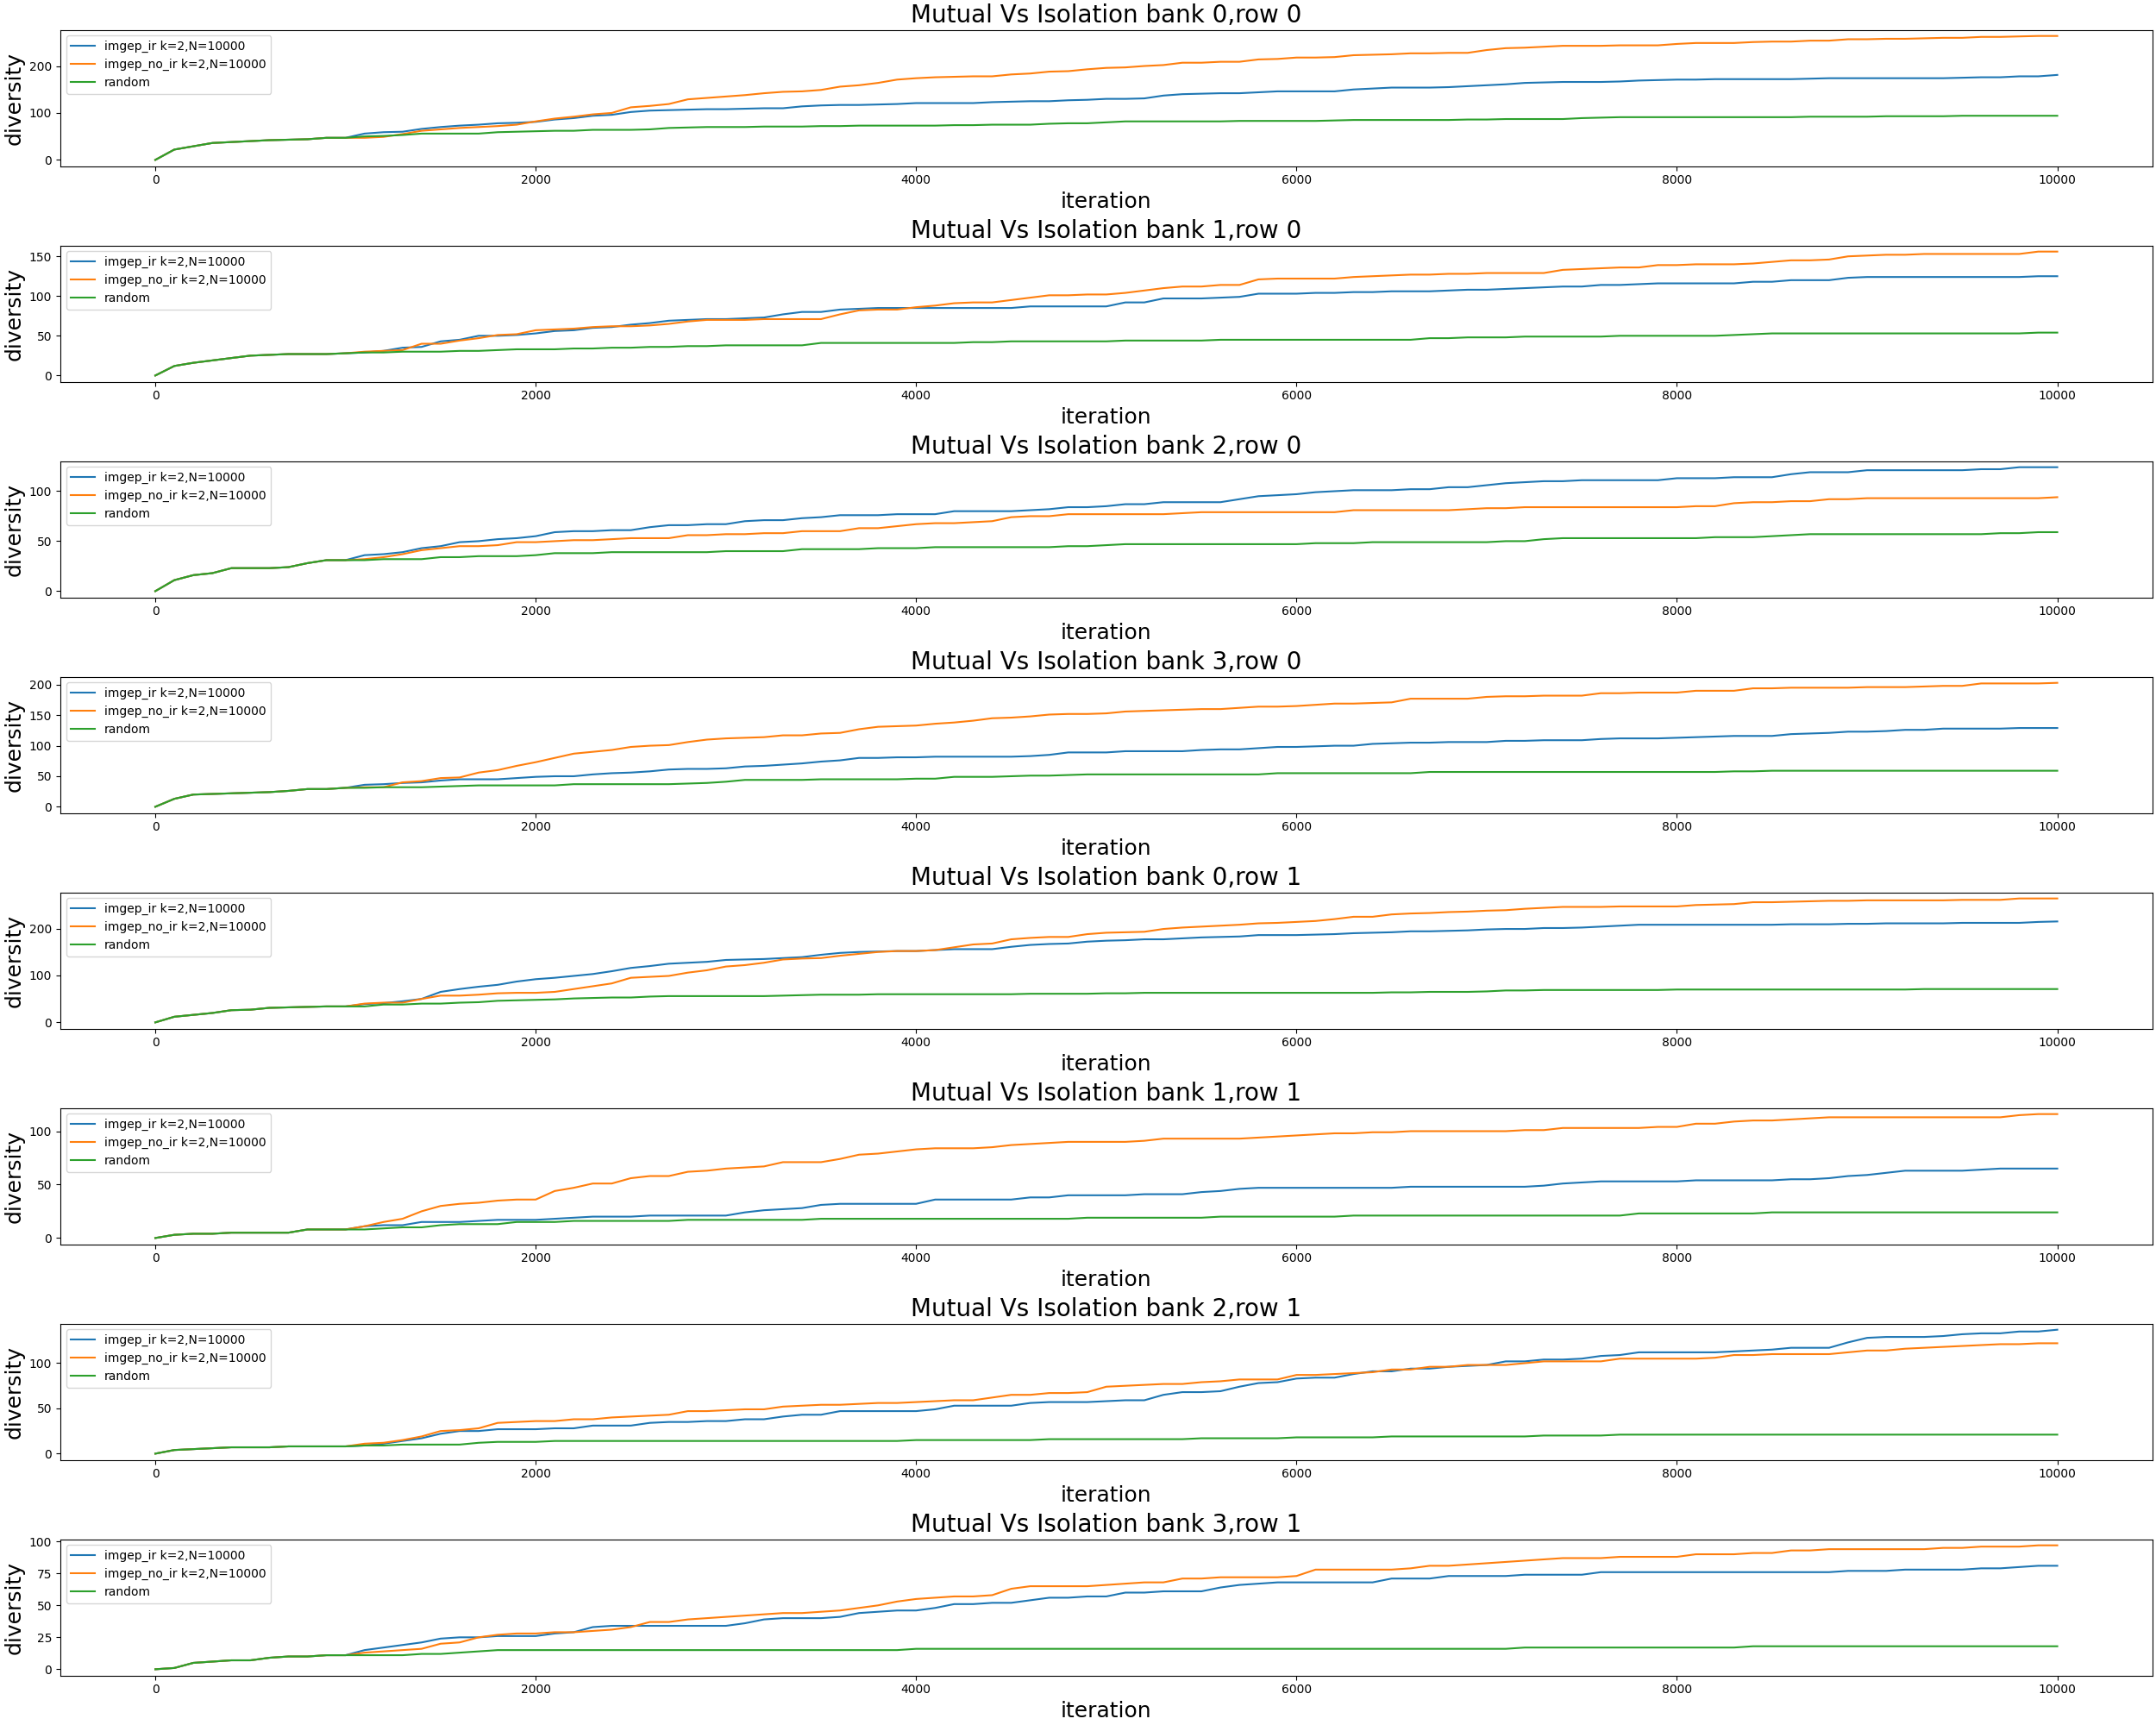 Mutual Vs Isolation bank 0,row 0
diversity
200
100
0
imgep_ir k=2,N=10000
imgep_no_ir k=2,N=10000
random
0 2000 4000 6000 8000 10000
iteration
Mutual Vs Isolation bank 1,row 0
diversity
150
100
50
0
imgep_ir k=2,N=10000
imgep_no_ir k=2,N=10000
random
0 2000 4000 6000 8000 10000
iteration
Mutual Vs Isolation bank 2,row 0
diversity
100
50
0
imgep_ir k=2,N=10000
imgep_no_ir k=2,N=10000
random
0 2000 4000 6000 8000 10000
iteration
Mutual Vs Isolation bank 3,row 0
diversity
200
150
100
50
0
imgep_ir k=2,N=10000
imgep_no_ir k=2,N=10000
random
0 2000 4000 6000 8000 10000
iteration
Mutual Vs Isolation bank 0,row 1
diversity
200
100
0
imgep_ir k=2,N=10000
imgep_no_ir k=2,N=10000
random
0 2000 4000 6000 8000 10000
iteration
Mutual Vs Isolation bank 1,row 1
diversity
100
50
0
imgep_ir k=2,N=10000
imgep_no_ir k=2,N=10000
random
0 2000 4000 6000 8000 10000
iteration
Mutual Vs Isolation bank 2,row 1
diversity
100
50
0
imgep_ir k=2,N=10000
imgep_no_ir k=2,N=10000
random
0 2000 4000 6000 8000 10000
iteration
Mutual Vs Isolation bank 3,row 1
diversity
100
75
50
25
0
imgep_ir k=2,N=10000
imgep_no_ir k=2,N=10000
random
0 2000 4000 6000 8000 10000
iteration